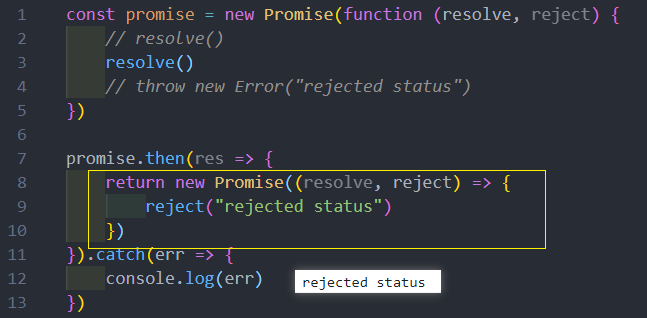 1 const promise = new Promise(function (resolve, reject) {
2 // resolve()
3 resolve()
4 // throw new Error("rejected status")
5 })
6
7 promise.then(res => {
8 return new Promise((resolve, reject) => {
9 reject("rejected status")
10 })
11 }).catch(err => {
12 console.log(err) rejected status
13 })